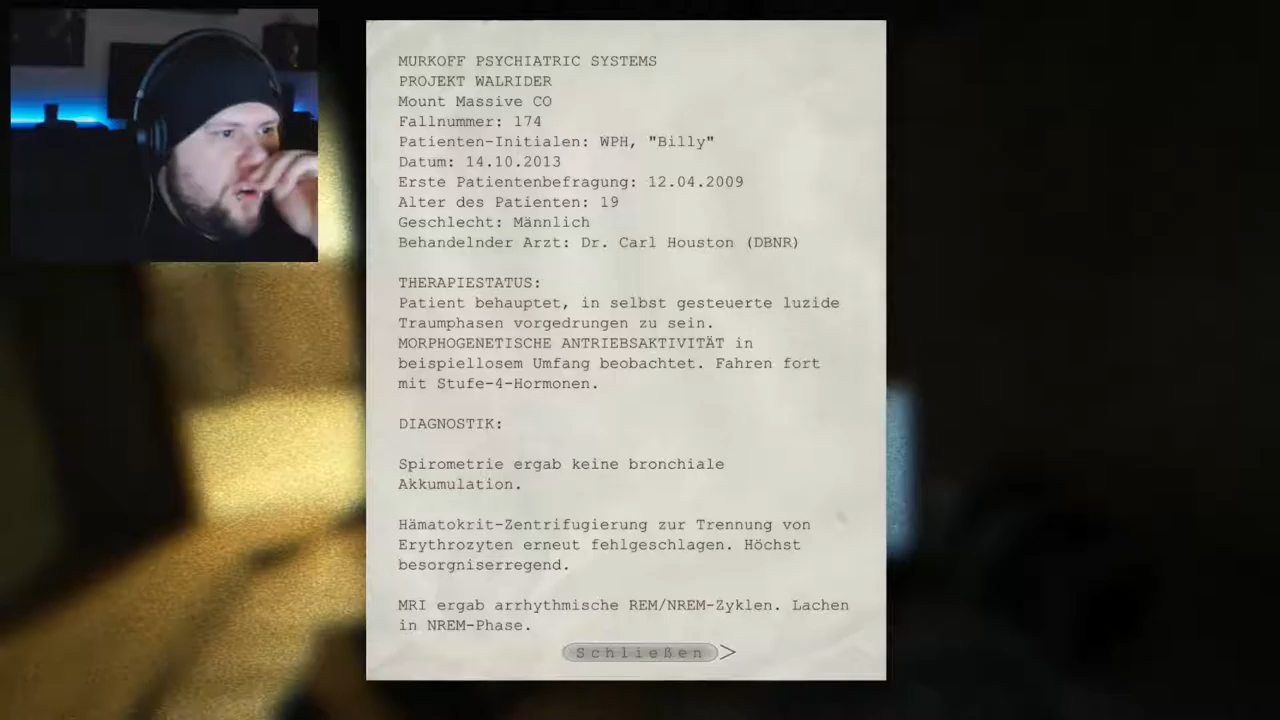 MURKOFF PSYCHIATRIC SYSTEMS
PROJEKT WALRIDER
Mount Massive CO
Fallnummer: 174
Patienten-Initialen: WPH, "Billy"
Datum: 14.10.2013
Erste Patientenbefragung: 12.04.2009
Alter des Patienten: 19
Geschlecht: Männlich
Behandelnder Arzt: Dr. Carl Houston (DBNR)
THERAPIESTATUS:
Patient behauptet, in selbst gesteuerte luzide
Traumphasen vorgedrungen zu sein.
MORPHOGENETISCHE ANTRIEBSAKTIVITÄT in
beispiellosem Umfang beobachtet. Fahren fort
mit Stufe-4-Hormonen.
DIAGNOSTIK:
Spirometrie ergab keine bronchiale
Akkumulation.
Hämatokrit-Zentrifugierung zur Trennung von
Erythrozyten erneut fehlgeschlagen. Höchst
besorgniserregend.
MRI ergab arrhythmische REM/NREM-Zyklen. Lachen
in NREM-Phase.
Schließen >